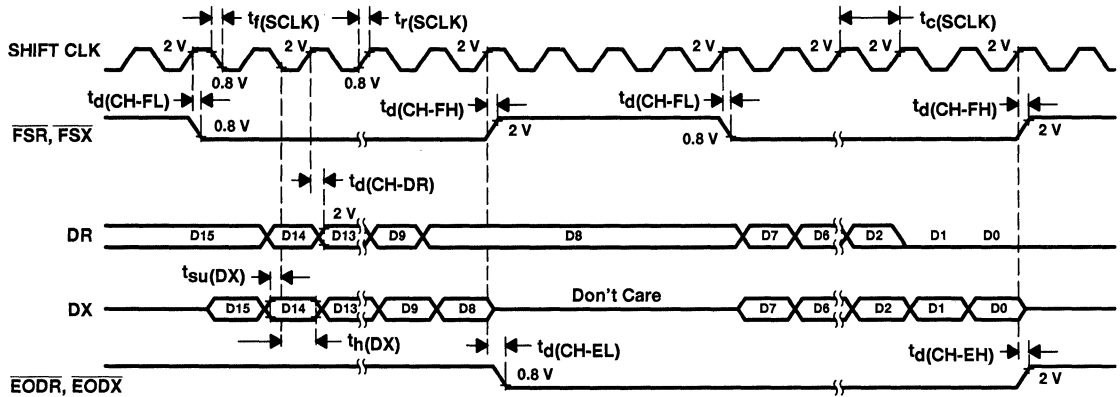 tf(SCLK) tr(SCLK) tc(SCLK)
SHIFT CLK 2 V 2 V 2 V 2 V 2 V 2 V 2 V 2 V
0.8 V 0.8 V
td(CH-FL) td(CH-FH) td(CH-FL) td(CH-FH)
FSR, FSX 0.8 V 2 V 0.8 V 2 V
td(CH-DR)
2 V
DR D15 D14 D13 D9 D8 D7 D6 D2 D1 D0
tsu(DX)
Don't Care
DX D15 D14 D13 D9 D8 D7 D6 D2 D1 D0
th(DX) td(CH-EL) td(CH-EH)
EODR, EODX 0.8 V 2 V